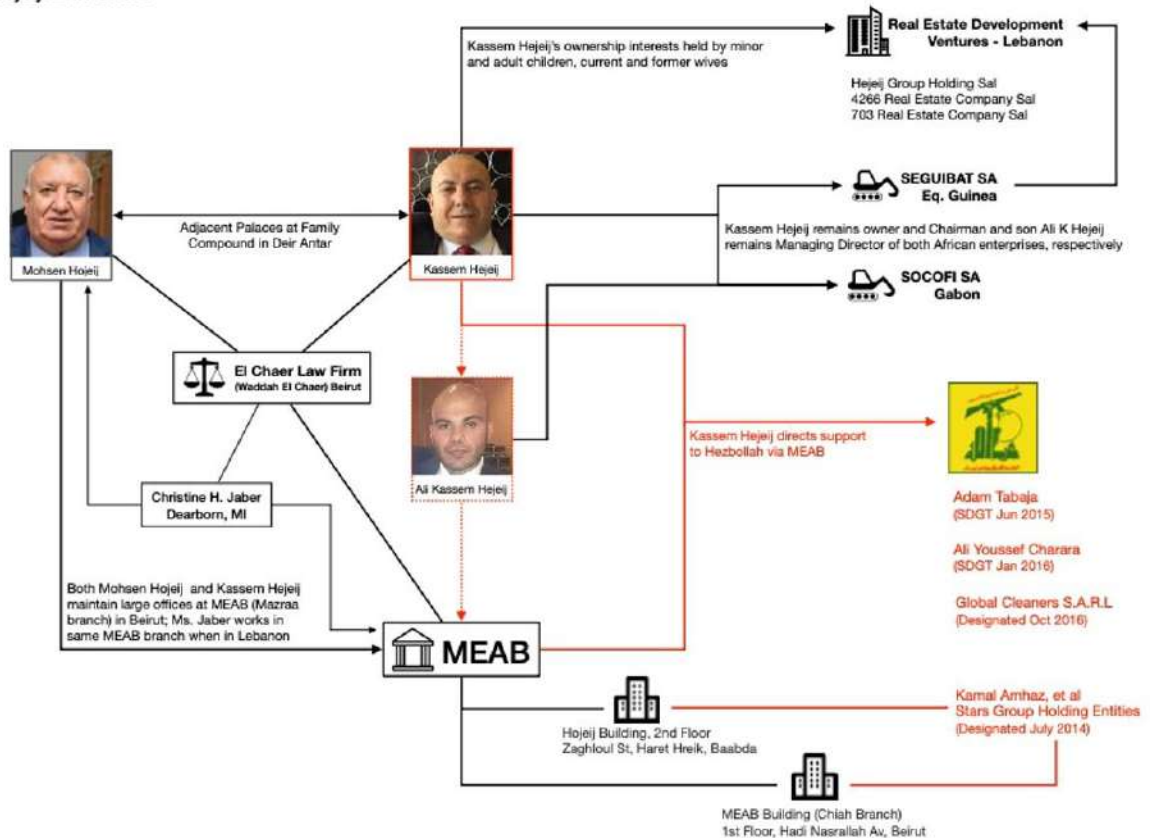 Kassem Hejeij's ownership interests held by minor
and adult children, current and former wives
Real Estate Development
Ventures - Lebanon
Hejeij Group Holding Sal
4266 Real Estate Company Sal
703 Real Estate Company Sal
Mohsen Hojeij
Adjacent Palaces at Family
Compound in Deir Antar
Kassem Hejeij
SEGUIBAT SA
Eq. Guinea
Kassem Hejeij remains owner and Chairman and son Ali K Hejeij
remains Managing Director of both African enterprises, respectively
SOCOFI SA
Gabon
El Chaer Law Firm
(Waddah El Chaer) Beirut
Ali Kassem Hejeij
Kassem Hejeij directs support
to Hezbollah via MEAB
Christine H. Jaber
Dearborn, MI
Adam Tabaja
(SDGT Jun 2015)
Ali Youssef Charara
(SDGT Jan 2016)
Global Cleaners S.A.R.L
(Designated Oct 2016)
Both Mohsen Hojeij and Kassem Hejeij
maintain large offices at MEAB (Mazraa
branch) in Beirut; Ms. Jaber works in
same MEAB branch when in Lebanon
MEAB
Kamal Amhaz, et al
Stars Group Holding Entities
(Designated July 2014)
Hojeij Building, 2nd Floor
Zaghloul St, Haret Hreik, Baabda
MEAB Building (Chiah Branch)
1st Floor, Hadi Nasrallah Av, Beirut